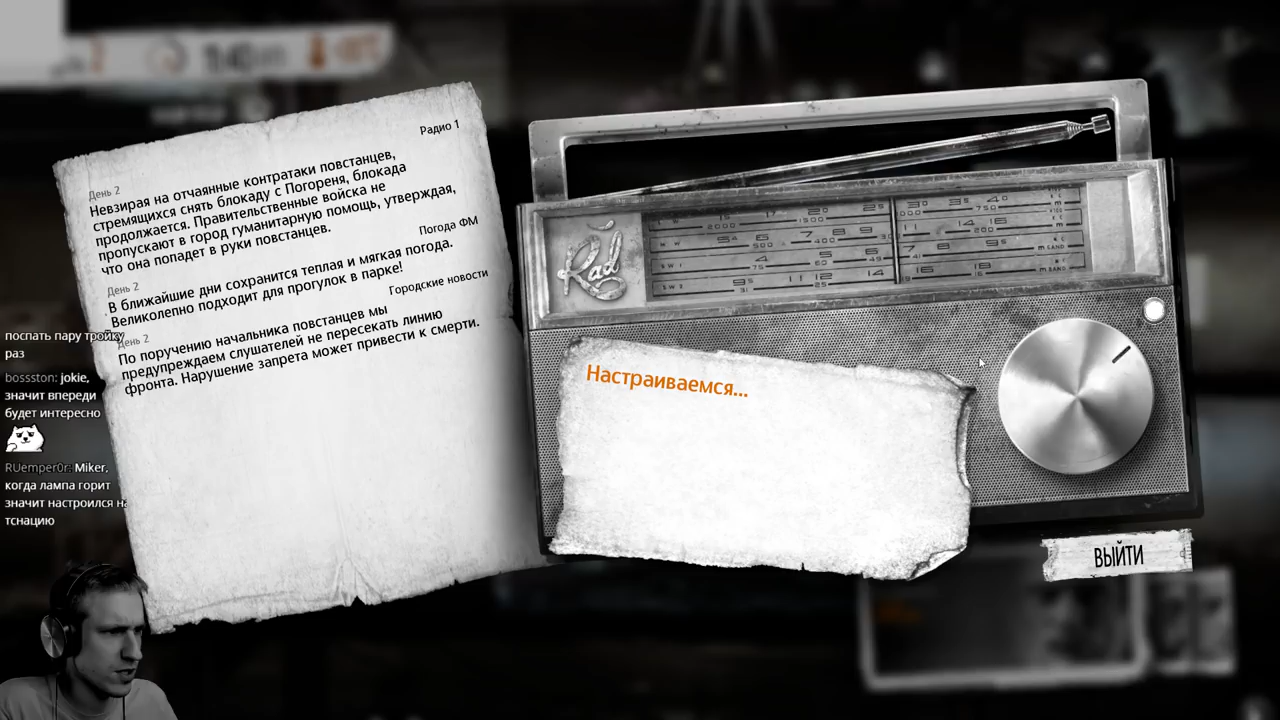 Радио 1
День 2
Невзирая на отчаянные контратаки повстанцев,
стремящихся снять блокаду с Погореня, блокада
продолжается. Правительственные войска не
пропускают в город гуманитарную помощь, утверждая,
что она попадет в руки повстанцев.
Погода ФМ
День 2
В ближайшие дни сохранится теплая и мягкая погода.
Великолепно подходит для прогулок в парке!
Городские новости
День 2
По поручению начальника повстанцев мы
предупреждаем слушателей не пересекать линию
фронта. Нарушение запрета может привести к смерти.
поспать пару тройку
раз
bossston: jokie,
значит впереди
будет интересно
RUemper0r: Miker,
когда лампа горит
значит настроился на
тснацию
Rad
Настраиваемся...
ВЫЙТИ